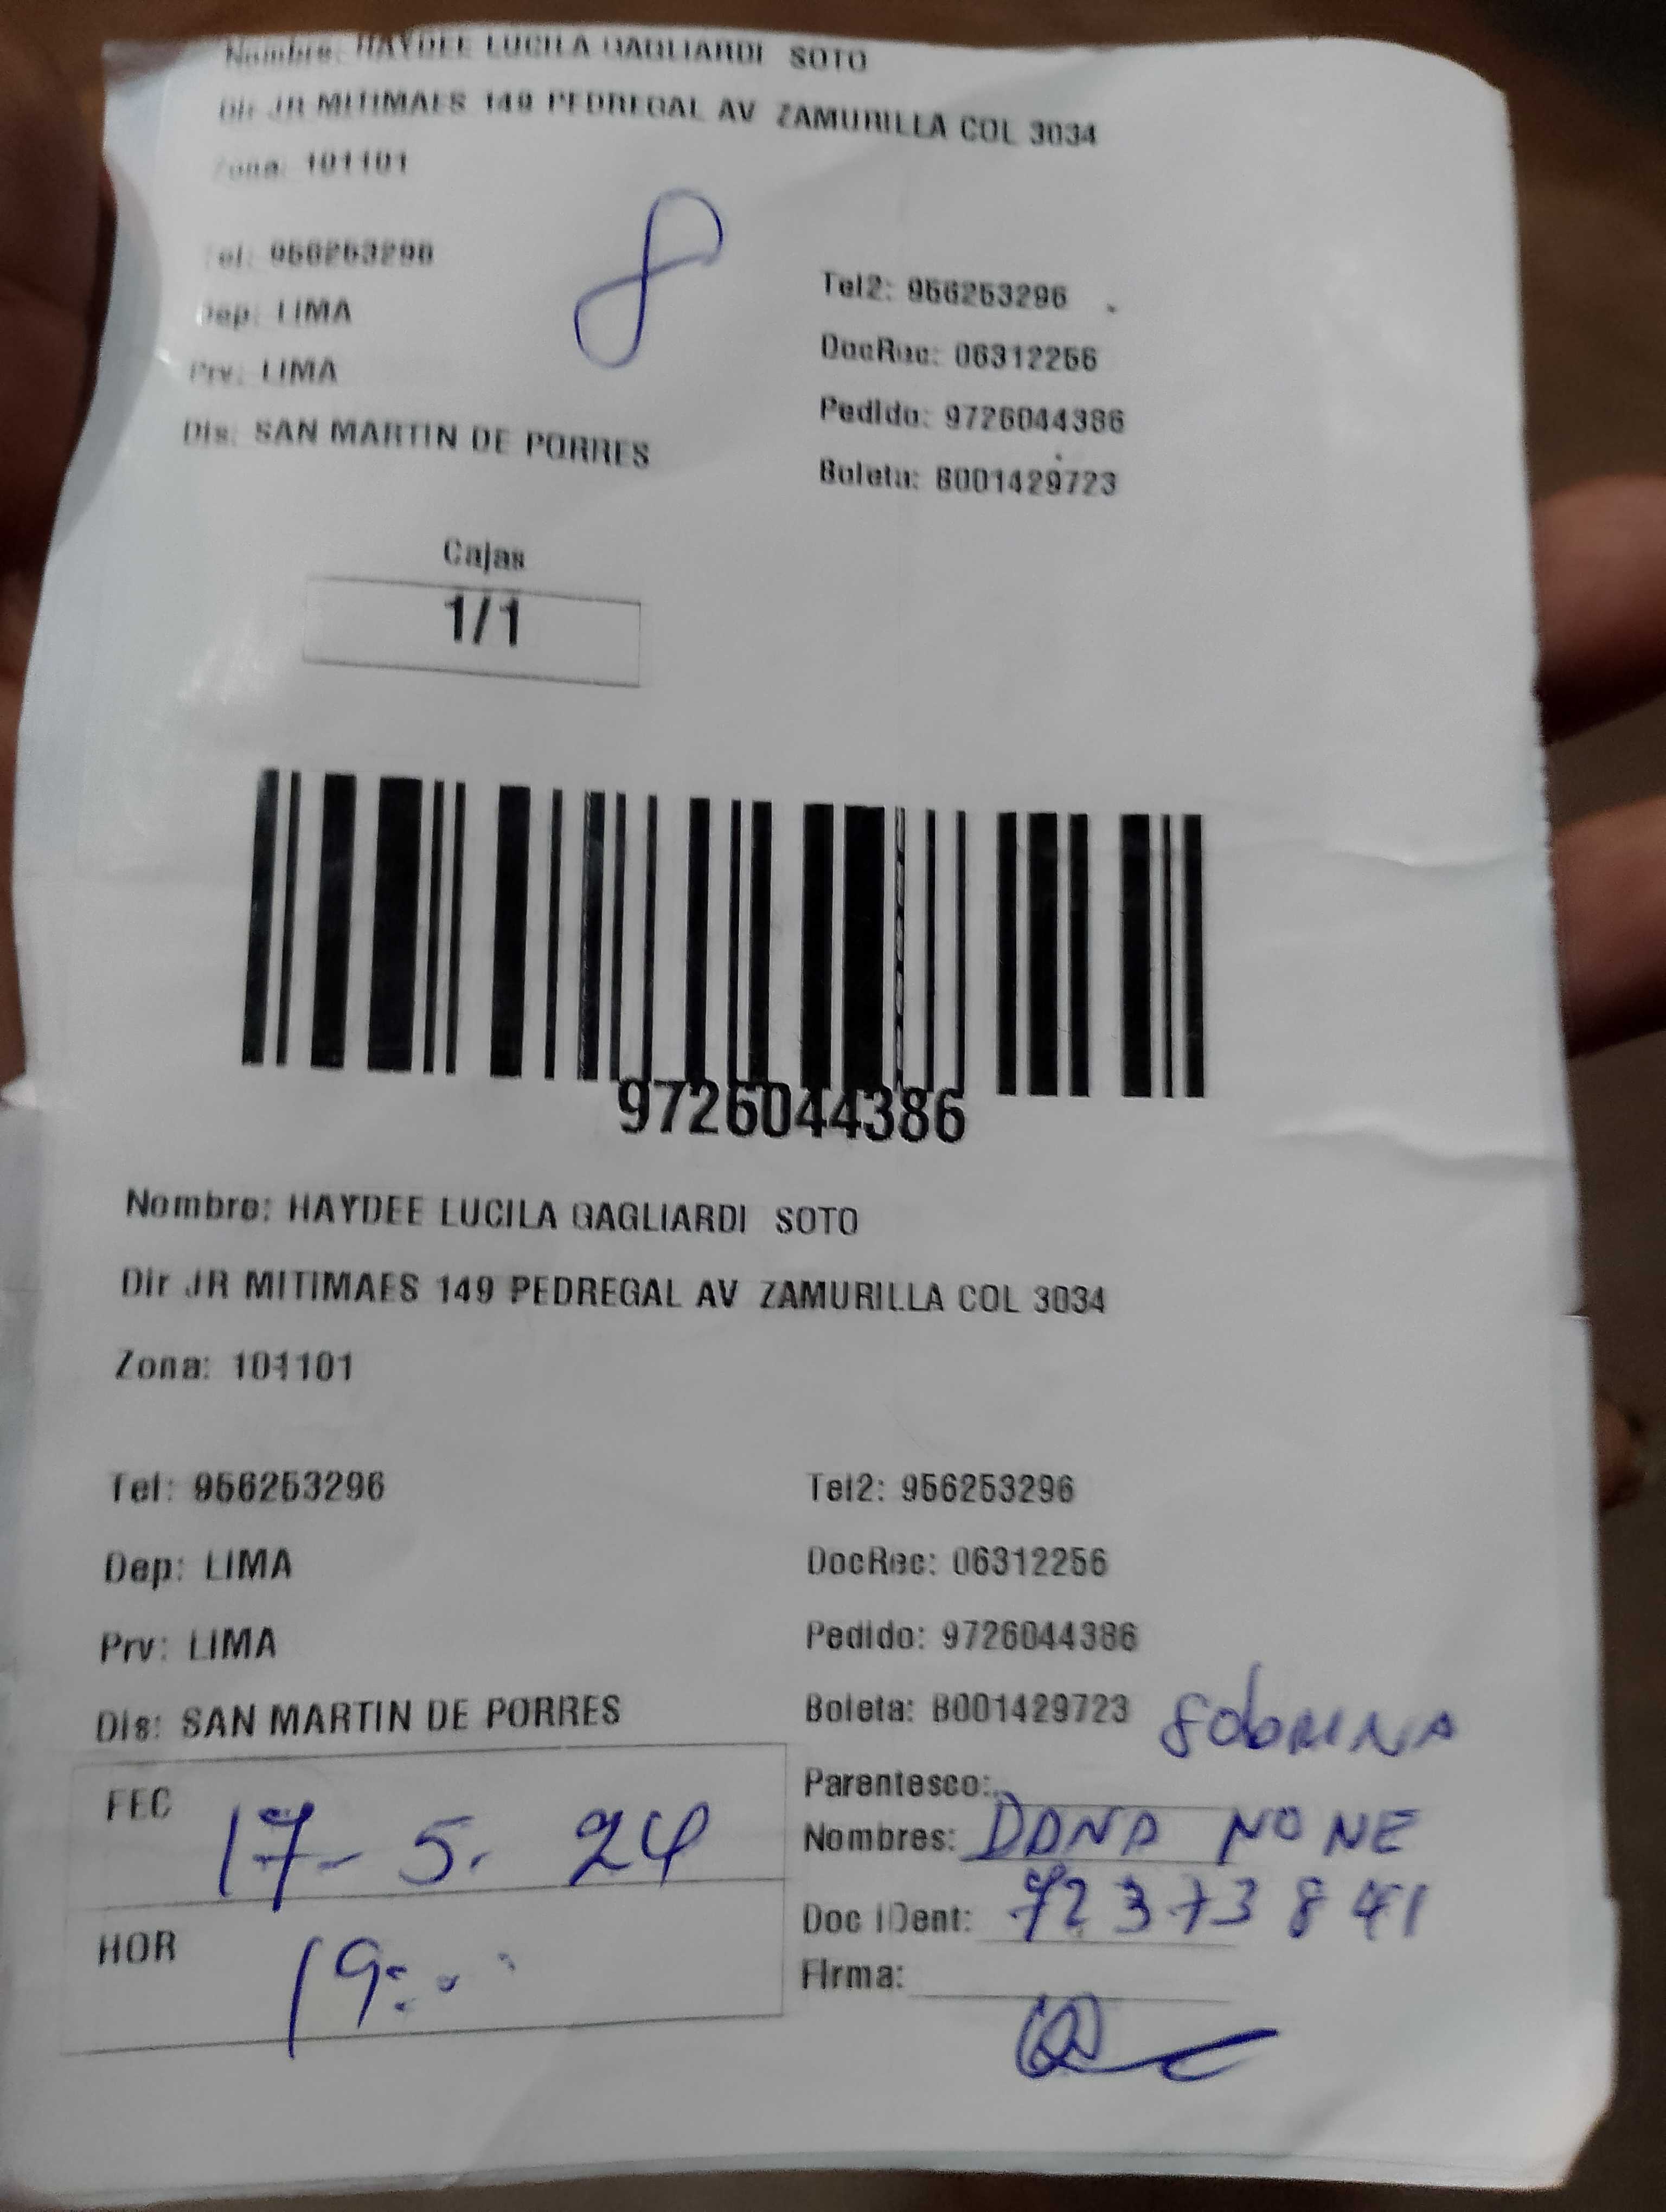 Nombre: HAYDEE LUCILA GAGLIARDI SOTO
Dir JR MITIMAES 149 PEDREGAL AV ZAMURILLA COL 3034
Zona: 101101
8
Tel: 956253296
Tel2: 956253296
Dep: LIMA
DocRec: 06312256
Prv: LIMA
Pedido: 9726044386
Dis: SAN MARTIN DE PORRES
Boleta: B001429723
Cajas
1/1
9726044386
Nombre: HAYDEE LUCILA GAGLIARDI SOTO
Dir JR MITIMAES 149 PEDREGAL AV ZAMURILLA COL 3034
Zona: 101101
Tel: 956253296
Tel2: 956253296
Dep: LIMA
DocRec: 06312256
Prv: LIMA
Pedido: 9726044386
Dis: SAN MARTIN DE PORRES
Boleta: B001429723
SObRINA
Parentesco:
FEC 17-5. 24
Nombres: DANA NONE
Doc IDent: 72373841
HOR 19:00
Firma: